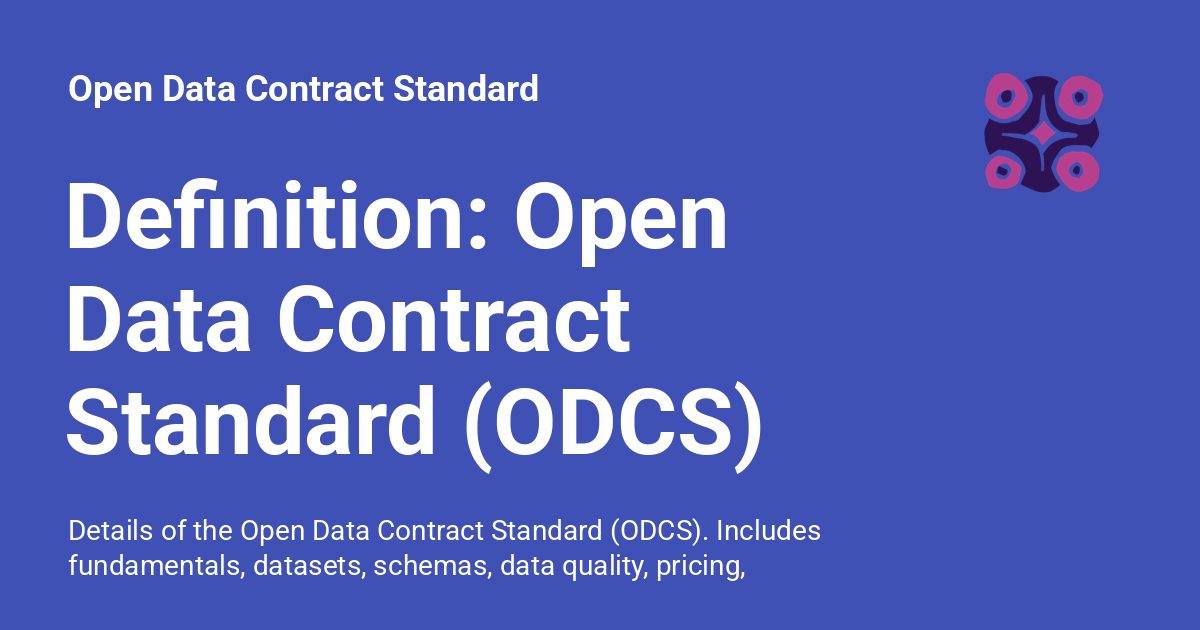 Open Data Contract Standard
Definition: Open
Data Contract
Standard (ODCS)
Details of the Open Data Contract Standard (ODCS). Includes
fundamentals, datasets, schemas, data quality, pricing,